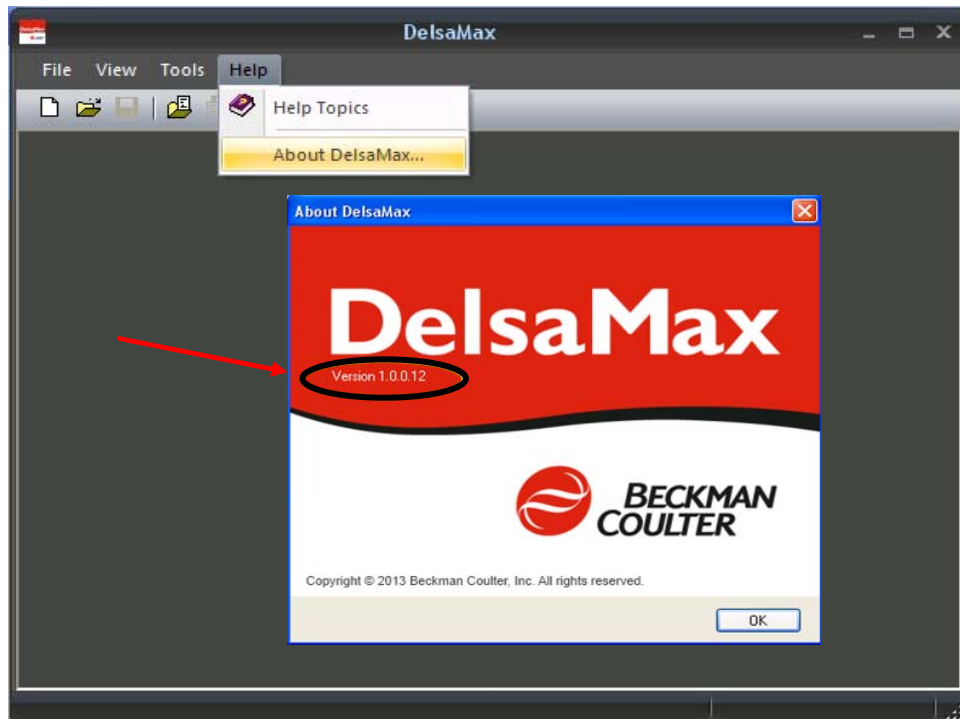 DelsaMax
File View Tools Help
Help Topics
About DelsaMax...
About DelsaMax
DelsaMax
Version 1.0.0.12
BECKMAN
COULTER
Copyright © 2013 Beckman Coulter, Inc. All rights reserved.
OK